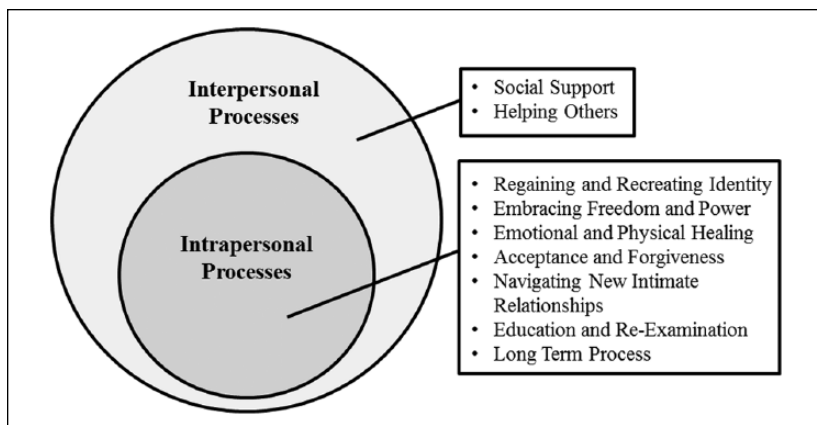 Interpersonal
Processes
• Social Support
• Helping Others
Intrapersonal
Processes
• Regaining and Recreating Identity
• Embracing Freedom and Power
• Emotional and Physical Healing
• Acceptance and Forgiveness
• Navigating New Intimate
Relationships
• Education and Re-Examination
• Long Term Process